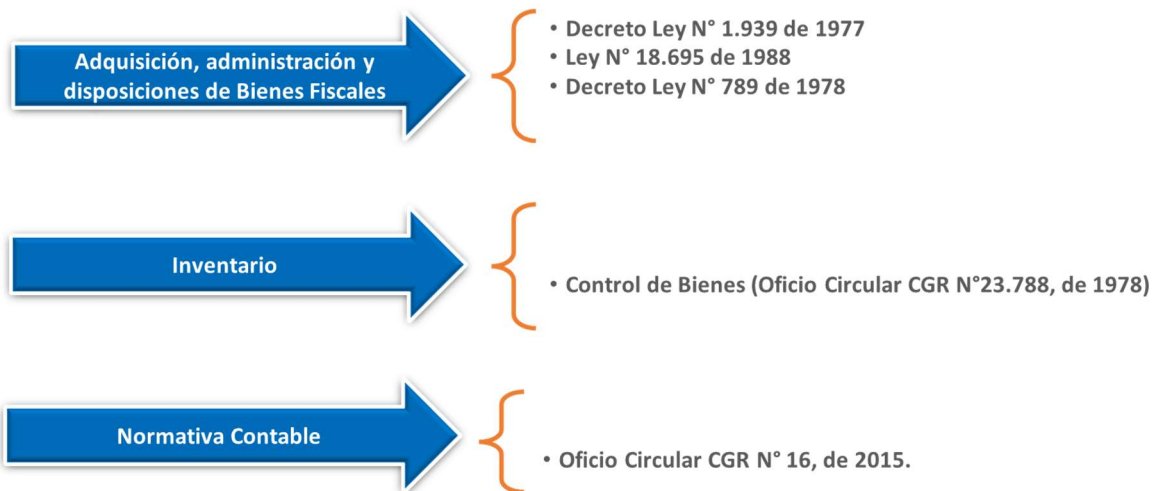 Adquisición, administración y
disposiciones de Bienes Fiscales
• Decreto Ley N° 1.939 de 1977
• Ley N° 18.695 de 1988
• Decreto Ley N° 789 de 1978
Inventario
• Control de Bienes (Oficio Circular CGR N°23.788, de 1978)
Normativa Contable
• Oficio Circular CGR N° 16, de 2015.